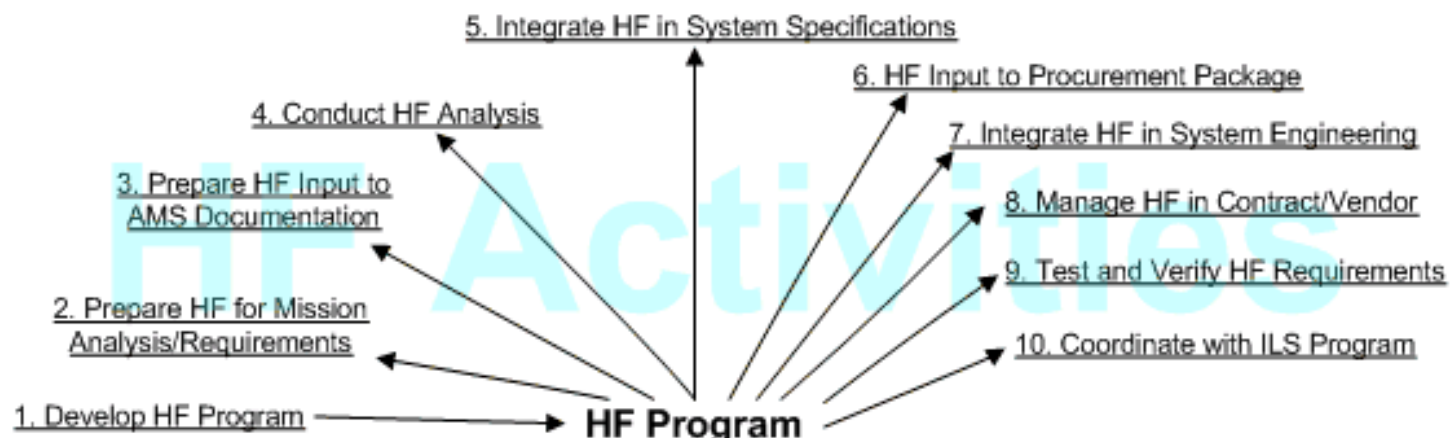 5. Integrate HF in System Specifications
6. HF Input to Procurement Package
4. Conduct HF Analysis
7. Integrate HF in System Engineering
3. Prepare HF Input to
AMS Documentation
8. Manage HF in Contract/Vendor
HF Activities
9. Test and Verify HF Requirements
2. Prepare HF for Mission
Analysis/Requirements
10. Coordinate with ILS Program
1. Develop HF Program
HF Program